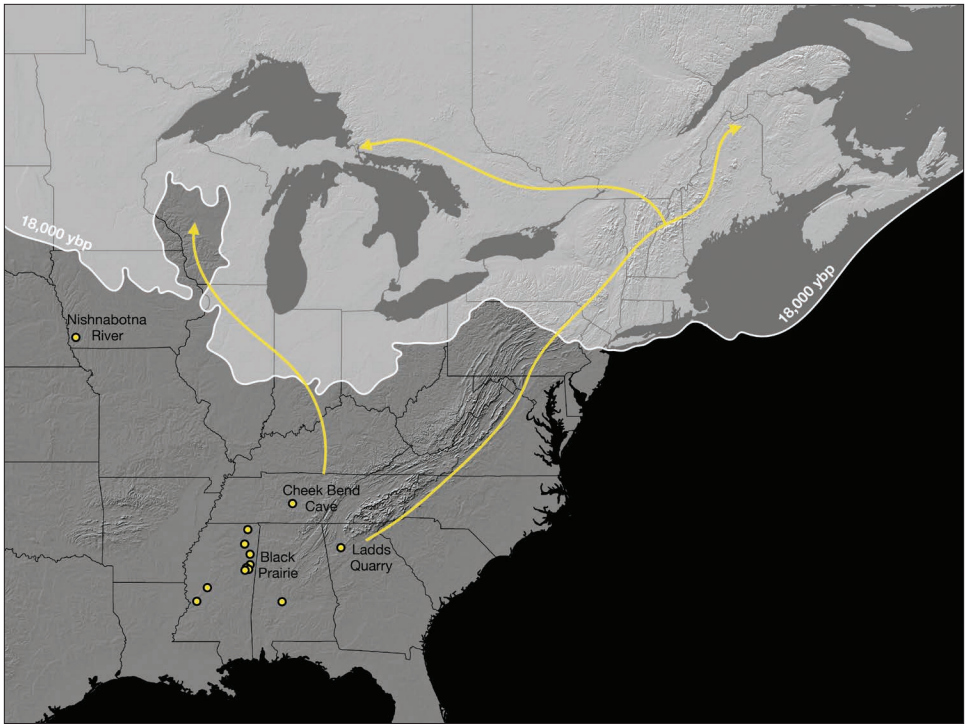 18,000 ybp
18,000 ybp
Nishnabotna
River
Cheek Bend
Cave
Black
Prairie
Ladds
Quarry